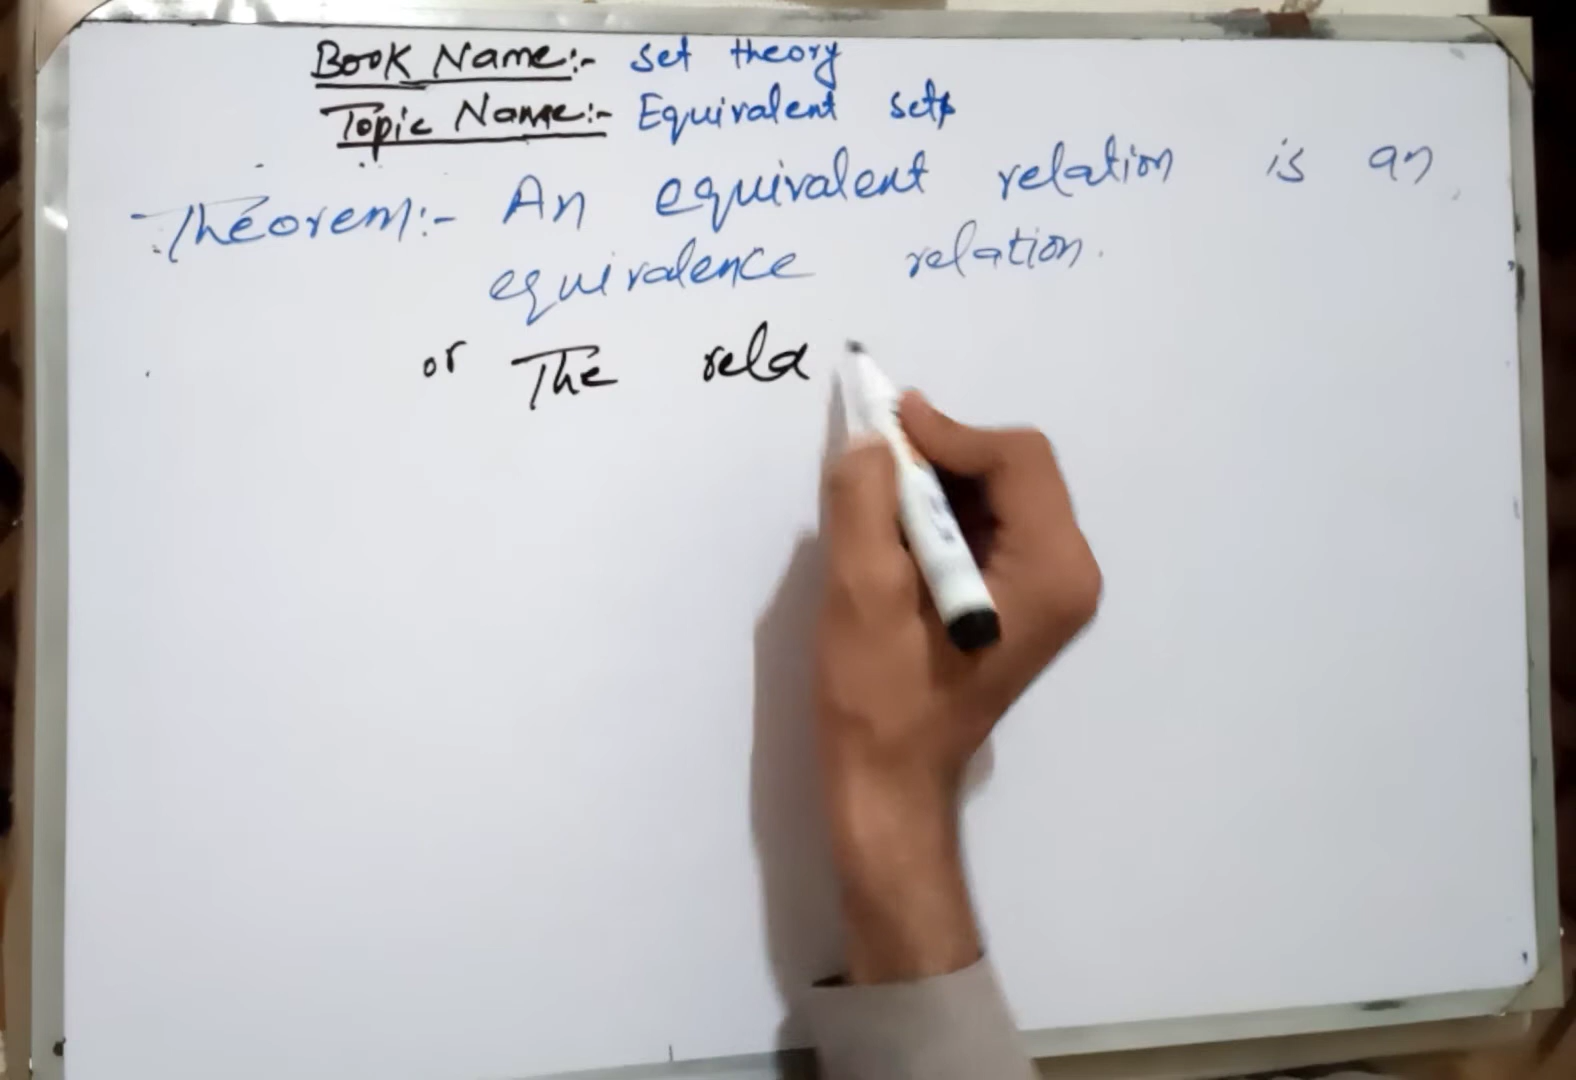 Book Name:- Set theory
Topic Name:- Equivalent sets
Theorem:- An equivalent relation is an
equivalence relation.
or The rela